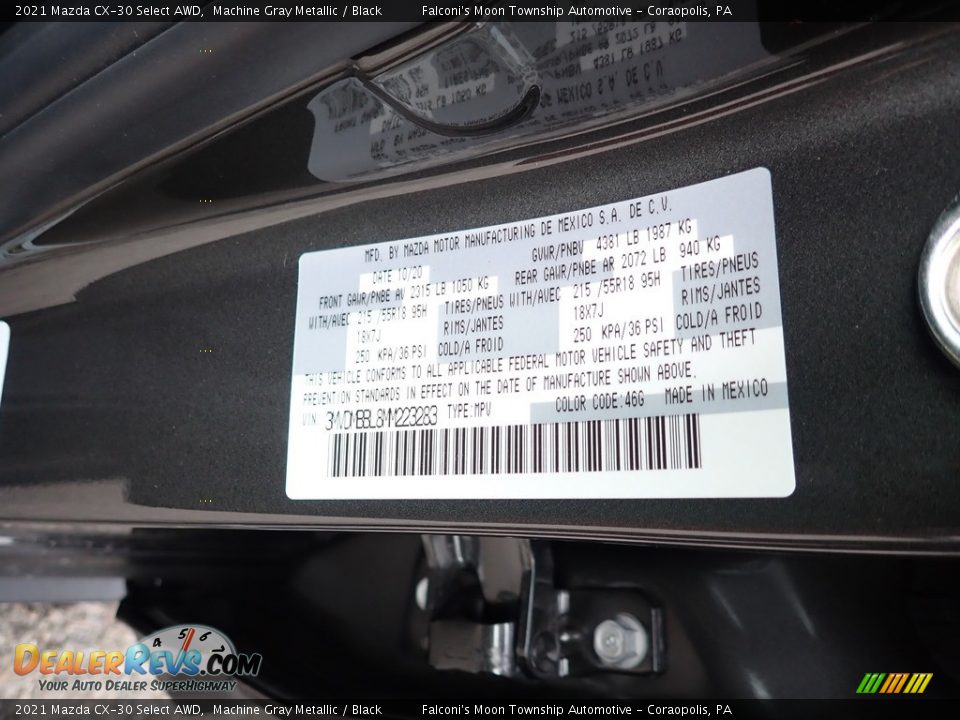 2021 Mazda CX-30 Select AWD, Machine Gray Metallic / Black Falconi's Moon Township Automotive - Coraopolis, PA
MFD. BY MAZDA MOTOR MANUFACTURING DE MEXICO S.A. DE C.V.
DATE 10/20 GVWR/PNBV 4381 LB 1987 KG
FRONT GAWR/PNBE AV 2315 LB 1050 KG REAR GAWR/PNBE AR 2072 LB 940 KG
WITH/AVEC 215 /55R18 95H TIRES/PNEUS WITH/AVEC 215 /55R18 95H TIRES/PNEUS
18X7J RIMS/JANTES 18X7J RIMS/JANTES
250 KPA/36 PSI COLD/A FROID 250 KPA/36 PSI COLD/A FROID
THIS VEHICLE CONFORMS TO ALL APPLICABLE FEDERAL MOTOR VEHICLE SAFETY AND THEFT
PREVENTION STANDARDS IN EFFECT ON THE DATE OF MANUFACTURE SHOWN ABOVE.
VIN 3MVDMBBL8MM223283 TYPE:MPV COLOR CODE:46G MADE IN MEXICO
4 5 6
DealerRevs.com
Your Auto Dealer SuperHighway
2021 Mazda CX-30 Select AWD, Machine Gray Metallic / Black Falconi's Moon Township Automotive - Coraopolis, PA